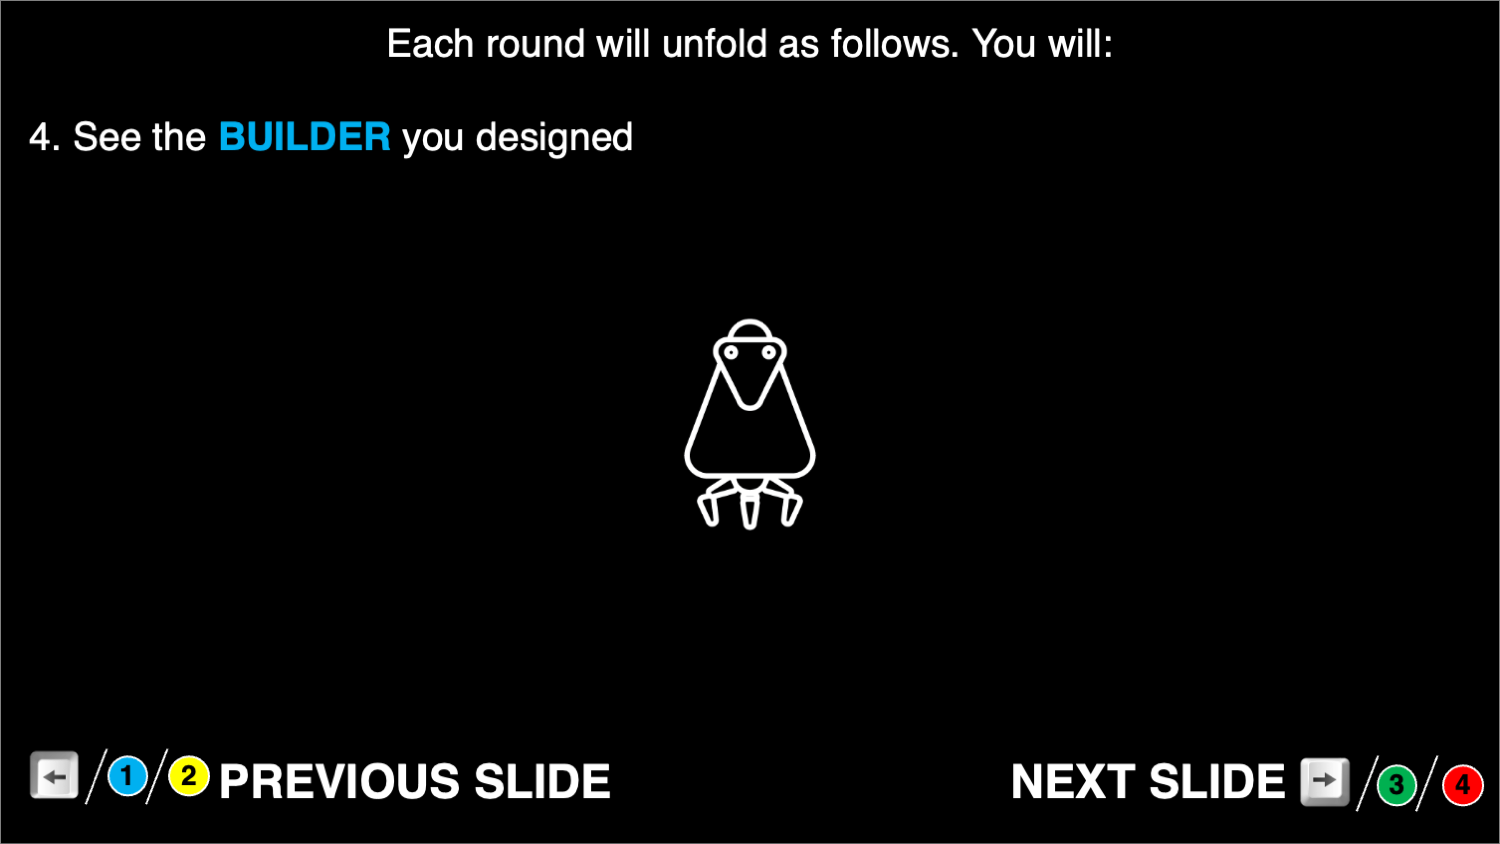 Each round will unfold as follows. You will:
4. See the BUILDER you designed
1 2 PREVIOUS SLIDE
NEXT SLIDE 3 4